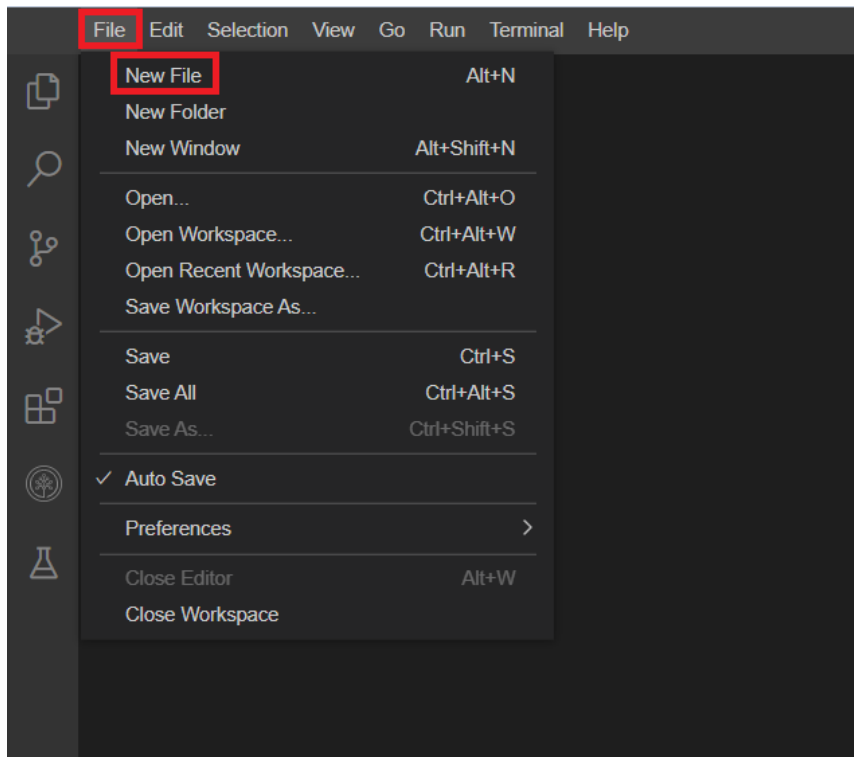 File Edit Selection View Go Run Terminal Help
New File Alt+N
New Folder
New Window Alt+Shift+N
Open... Ctrl+Alt+O
Open Workspace... Ctrl+Alt+W
Open Recent Workspace... Ctrl+Alt+R
Save Workspace As...
Save Ctrl+S
Save All Ctrl+Alt+S
Save As... Ctrl+Shift+S
Auto Save
Preferences
Close Editor Alt+W
Close Workspace